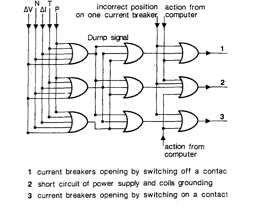 N T
ΔV ΔI P
incorrect position
on one current breaker
action from
computer
Dump signal
1
2
3
action from
computer
1 current breakers opening by switching off a contac
2 short circuit of power supply and coils grounding
3 current breakers opening by switching on a contact